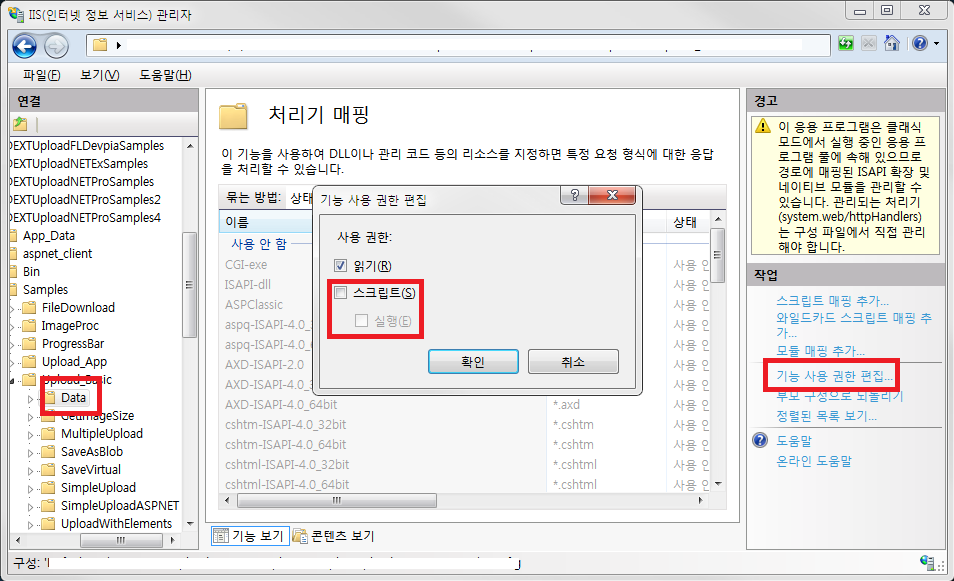 IIS(인터넷 정보 서비스) 관리자
파일(F) 보기(V) 도움말(H)
연결
DEXTUploadFLDevpiaSamples
DEXTUploadNETExSamples
DEXTUploadNETProSamples
DEXTUploadNETProSamples2
DEXTUploadNETProSamples4
App_Data
aspnet_client
Bin
Samples
FileDownload
ImageProc
ProgressBar
Upload_App
Upload_Basic
Data
GetImageSize
MultipleUpload
SaveAsBlob
SaveVirtual
SimpleUpload
SimpleUploadASPNET
UploadWithElements
처리기 매핑
이 기능을 사용하여 DLL이나 관리 코드 등의 리소스를 지정하면 특정 요청 형식에 대한 응답
을 처리할 수 있습니다.
묶는 방법: 상태
이름 상태
사용 안 함
CGI-exe 사용 안
ISAPI-dll 사용 안
ASPClassic 사용 안
aspq-ISAPI-4.0_ 사용 안
aspq-ISAPI-4.0_ 사용 안
AXD-ISAPI-2.0 사용 안
AXD-ISAPI-4.0_ 사용 안
AXD-ISAPI-4.0_64bit *.axd 사용 안
cshtm-ISAPI-4.0_32bit *.cshtm 사용 안
cshtm-ISAPI-4.0_64bit *.cshtm 사용 안
cshtml-ISAPI-4.0_32bit *.cshtml 사용 안
cshtml-ISAPI-4.0_64bit *.cshtml 사용 안
기능 사용 권한 편집
사용 권한:
읽기(R)
스크립트(S)
실행(E)
확인 취소
기능 보기 콘텐츠 보기
경고
이 응용 프로그램은 클래식
모드에서 실행 중인 응용 프
로그램 풀에 속해 있으므로
경로에 매핑된 ISAPI 확장 및
네이티브 모듈을 관리할 수
있습니다. 관리되는 처리기
(system.web/httpHandlers)
는 구성 파일에서 직접 관리
해야 합니다.
작업
스크립트 매핑 추가...
와일드카드 스크립트 매핑 추
가...
모듈 매핑 추가...
기능 사용 권한 편집...
부모 구성으로 되돌리기
정렬된 목록 보기...
도움말
온라인 도움말
구성: